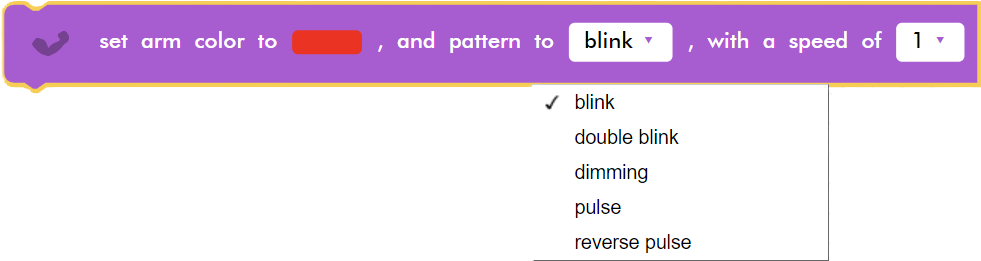 set arm color to , and pattern to blink ▼ , with a speed of 1 ▼
✓ blink
double blink
dimming
pulse
reverse pulse